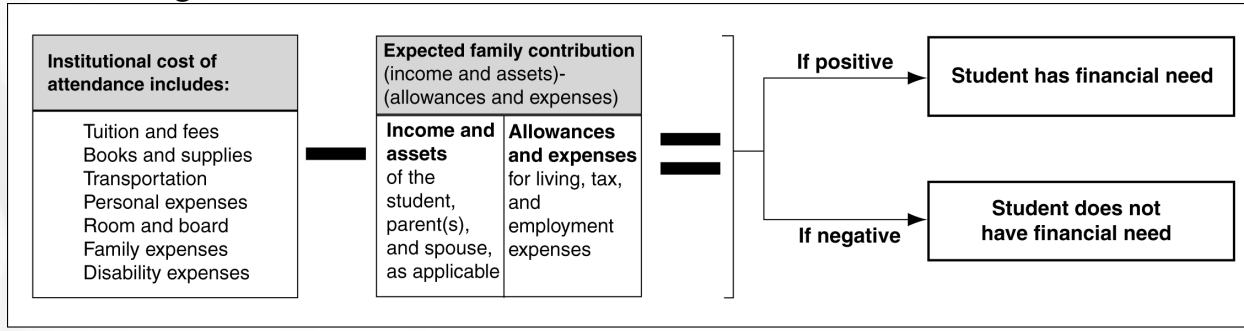 Institutional cost of
attendance includes:
Tuition and fees
Books and supplies
Transportation
Personal expenses
Room and board
Family expenses
Disability expenses
Expected family contribution
(income and assets)-
(allowances and expenses)
Income and
assets
of the
student,
parent(s),
and spouse,
as applicable
Allowances
and expenses
for living, tax,
and
employment
expenses
If positive
Student has financial need
If negative
Student does not
have financial need